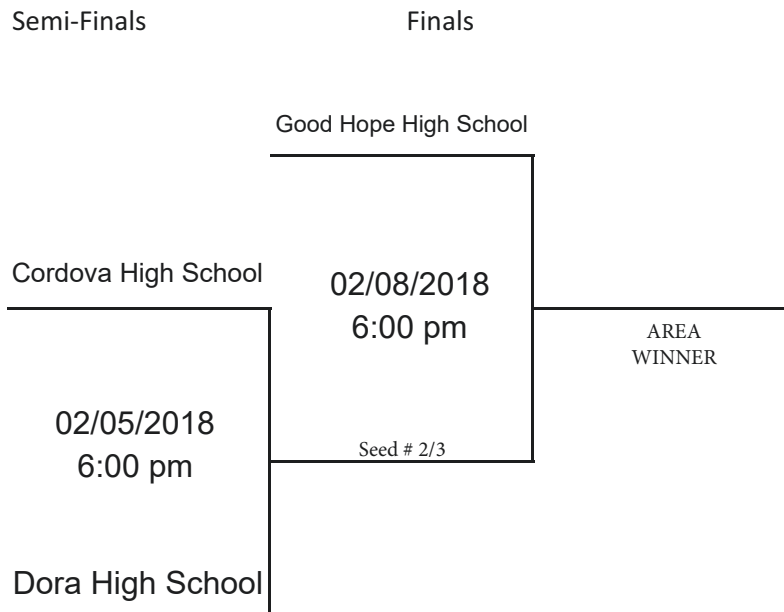 Semi-Finals
Finals
Good Hope High School
Cordova High School
02/08/2018
6:00 pm
AREA
WINNER
02/05/2018
6:00 pm
Seed # 2/3
Dora High School